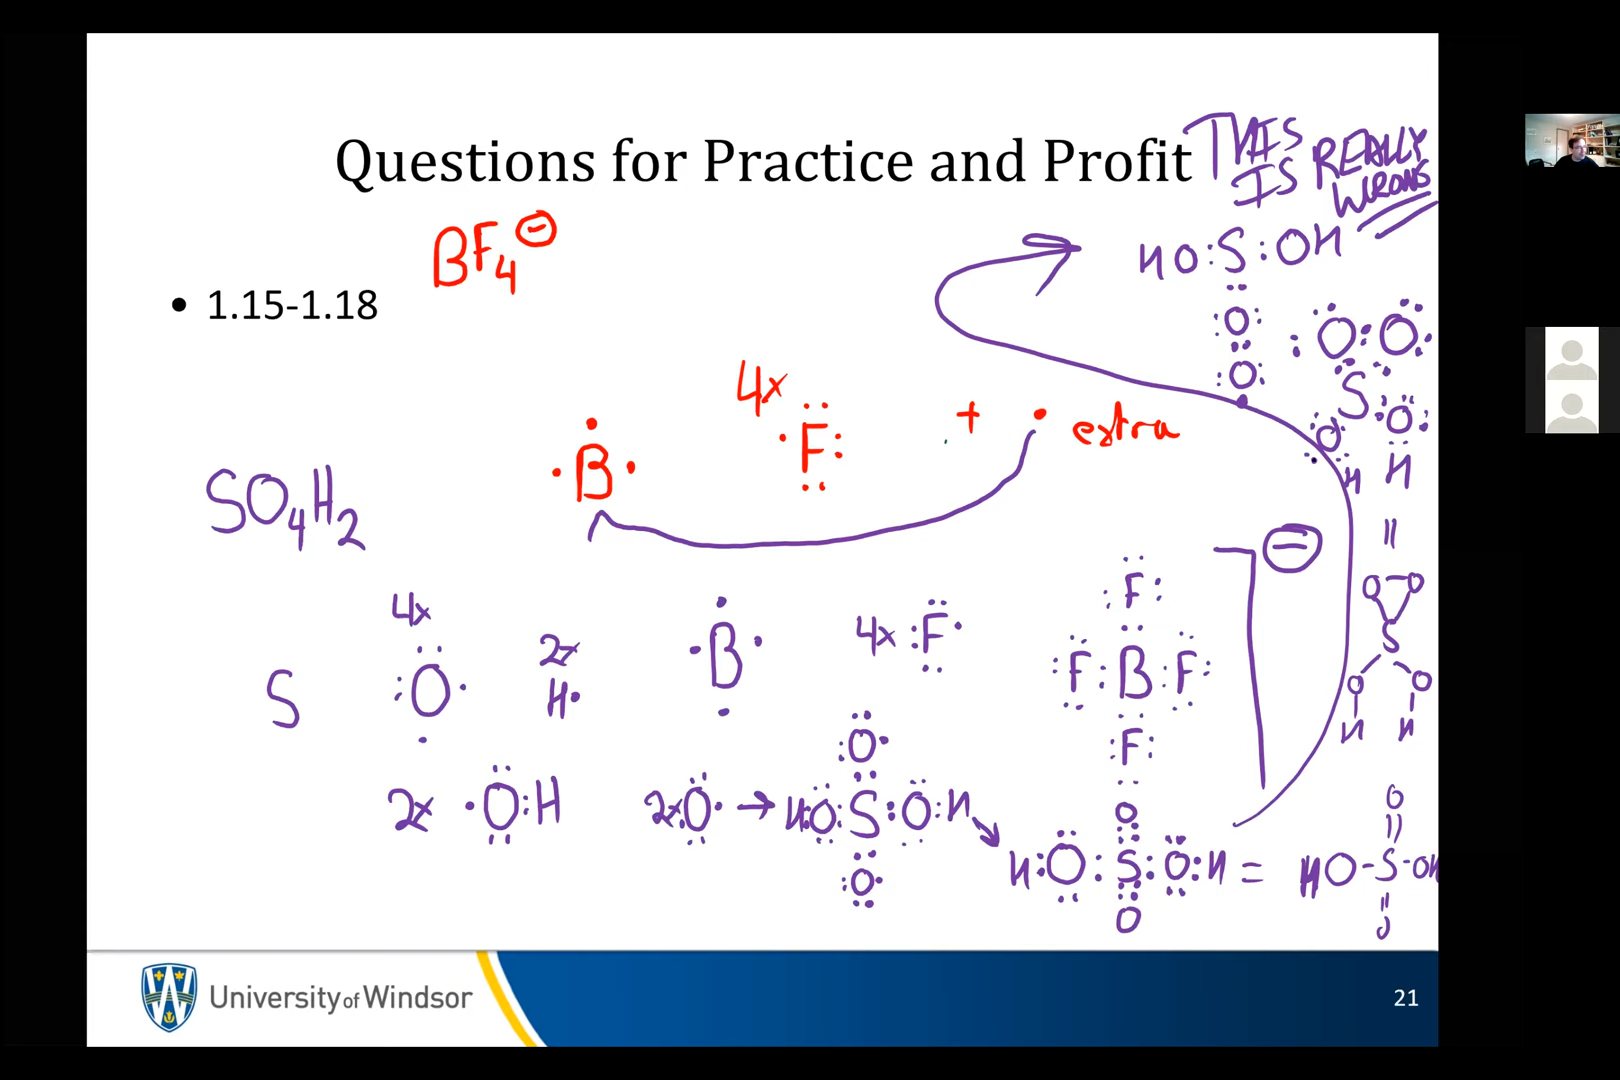 Questions for Practice and Profit
THIS IS REALLY WRONG
BF4⊖
• 1.15-1.18
HO:S:OH
O
O
O O
S O
O
H H
=
O-O
S
O O
H H
4x
B F + • extra
SO4H2
⊖
4x
2x
S O H•
B 4x F
F
F B F
F
2x O:H 2x O → H:O:S:O:H
O
O
O
H:O:S:O:H = HO-S-OH
O
O
O
University of Windsor
21